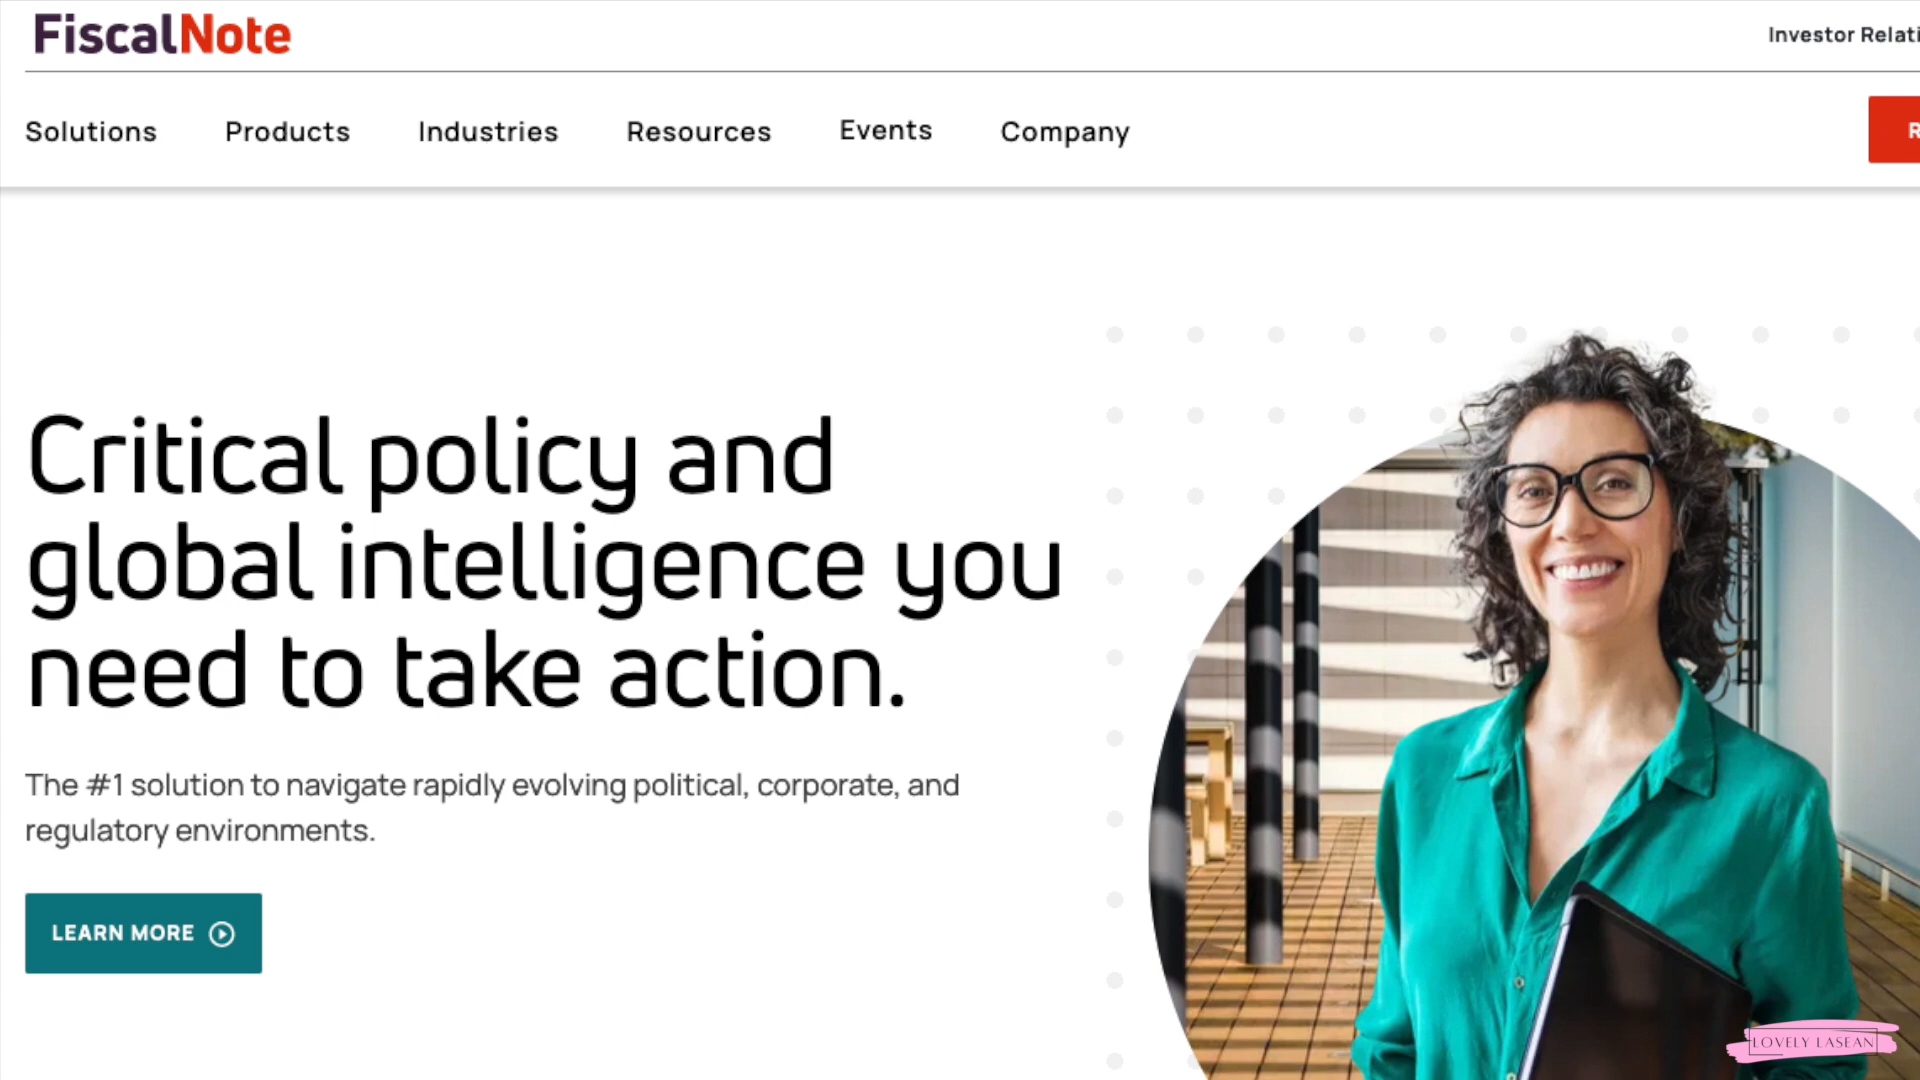 FiscalNote
Investor Relati
Solutions Products Industries Resources Events Company
R
Critical policy and
global intelligence you
need to take action.
The #1 solution to navigate rapidly evolving political, corporate, and
regulatory environments.
LEARN MORE
LOVELY LASEAN